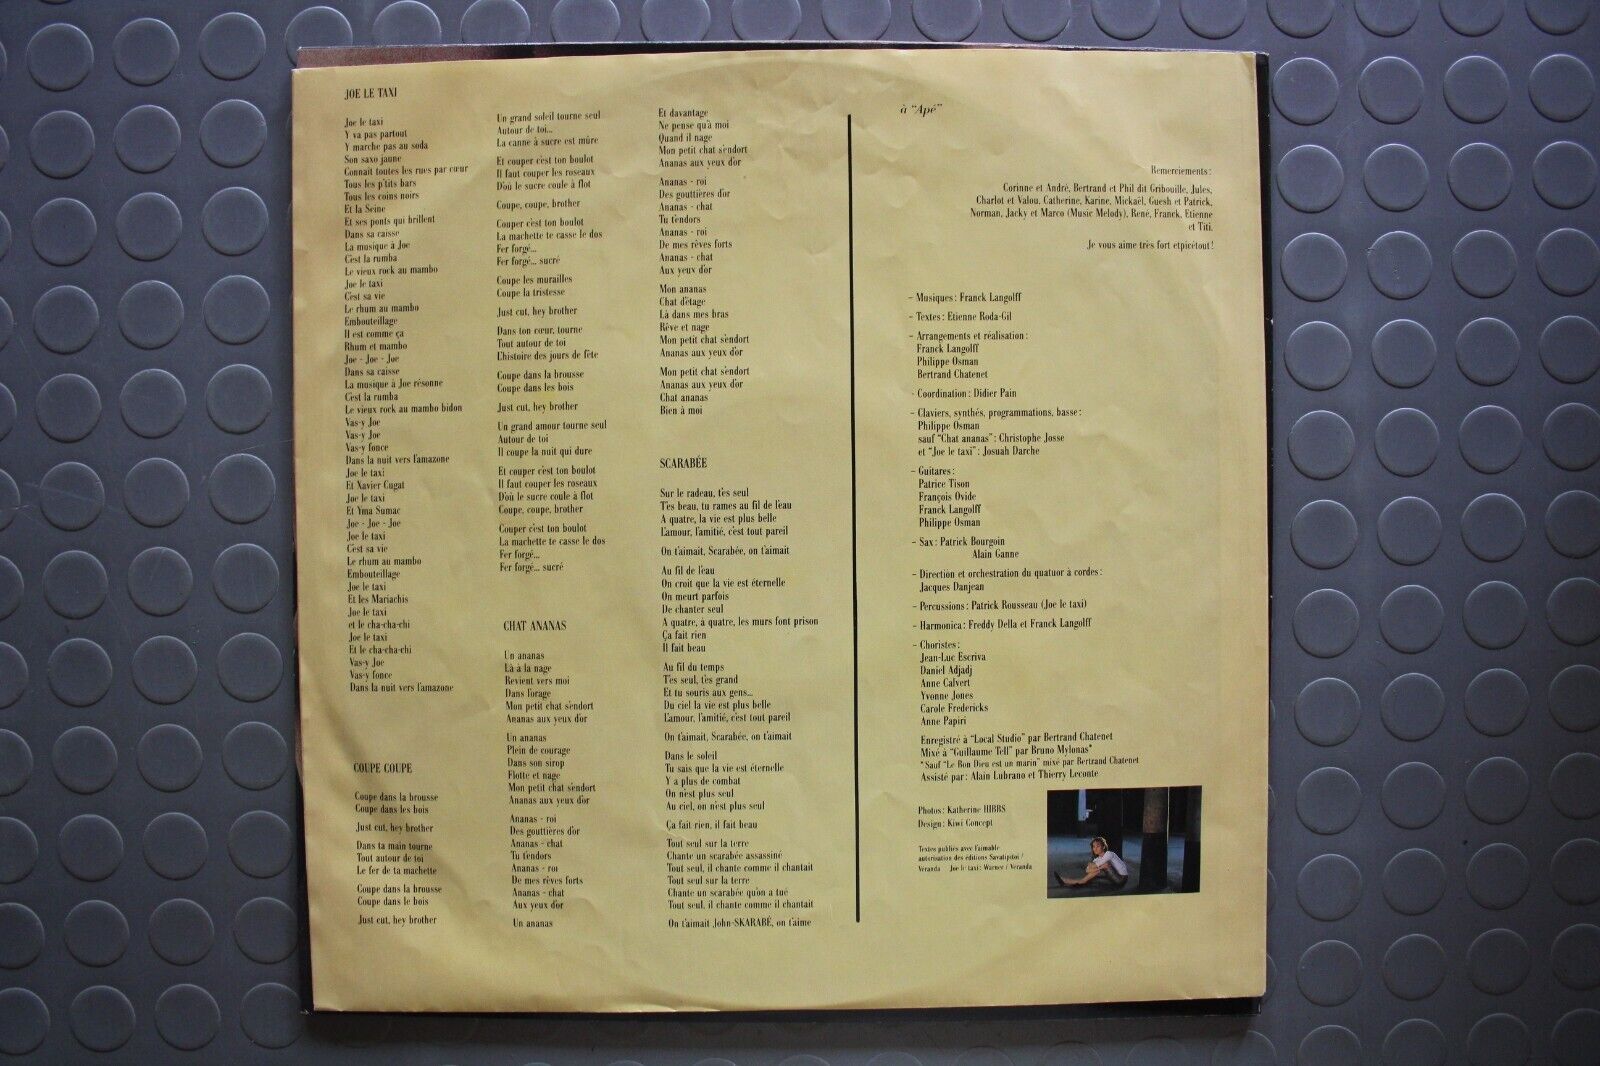 JOE LE TAXI
Joe le taxi
Y va pas partout
Y marche pas au soda
Son saxo jaune
Connaît toutes les rues par cœur
Tous les p'tits bars
Tous les coins noirs
Et la Seine
Et ses ponts qui brillent
Dans sa caisse
La musique à Joe
C'est la rumba
Le vieux rock au mambo
Joe le taxi
C'est sa vie
Le rhum au mambo
Embouteillage
Il est comme ça
Rhum et mambo
Joe - Joe - Joe
Dans sa caisse
La musique à Joe résonne
C'est la rumba
Le vieux rock au mambo bidon
Vas-y Joe
Vas-y Joe
Vas-y fonce
Dans la nuit vers l'amazone
Joe le taxi
Et Xavier Cugat
Joe le taxi
Et Yma Sumac
Joe - Joe - Joe
Joe le taxi
C'est sa vie
Le rhum au mambo
Embouteillage
Joe le taxi
Et les Mariachis
Joe le taxi
et le cha-cha-chi
Joe le taxi
Et le cha-cha-chi
Vas-y Joe
Vas-y fonce
Dans la nuit vers l'amazone
COUPE COUPE
Coupe dans la brousse
Coupe dans les bois
Just cut, hey brother
Dans ta main tourne
Tout autour de toi
Le fer de ta machette
Coupe dans la brousse
Coupe dans le bois
Just cut, hey brother
Un grand soleil tourne seul
Autour de toi...
La canne à sucre est mûre
Et couper c'est ton boulot
Il faut couper les roseaux
D'où le sucre coule à flot
Coupe, coupe, brother
Couper c'est ton boulot
La machette te casse le dos
Fer forgé...
Fer forgé... sucré
Coupe les murailles
Coupe la tristesse
Just cut, hey brother
Dans ton cœur, tourne
Tout autour de toi
L'histoire des jours de fête
Coupe dans la brousse
Coupe dans les bois
Just cut, hey brother
Un grand amour tourne seul
Autour de toi
Il coupe la nuit qui dure
Et couper c'est ton boulot
Il faut couper les roseaux
D'où le sucre coule à flot
Coupe, coupe, brother
Couper c'est ton boulot
La machette te casse le dos
Fer forgé...
Fer forgé... sucré
CHAT ANANAS
Un ananas
Là à la nage
Revient vers moi
Dans l'orage
Mon petit chat s'endort
Ananas aux yeux d'or
Un ananas
Plein de courage
Dans son sirop
Flotte et nage
Mon petit chat s'endort
Ananas aux yeux d'or
Ananas - roi
Des gouttières d'or
Ananas - chat
Tu t'endors
Ananas - roi
De mes rêves forts
Ananas - chat
Aux yeux d'or
Un ananas
Et davantage
Ne pense qu'à moi
Quand il nage
Mon petit chat s'endort
Ananas aux yeux d'or
Ananas - roi
Des gouttières d'or
Ananas - chat
Tu t'endors
Ananas - roi
De mes rêves forts
Ananas - chat
Aux yeux d'or
Mon ananas
Chat d'étage
Là dans mes bras
Rêve et nage
Mon petit chat s'endort
Ananas aux yeux d'or
Mon petit chat s'endort
Ananas aux yeux d'or
Chat ananas
Bien à moi
SCARABÉE
Sur le radeau, t'es seul
T'es beau, tu rames au fil de l'eau
A quatre, la vie est plus belle
L'amour, l'amitié, c'est tout pareil
On t'aimait, Scarabée, on t'aimait
Au fil de l'eau
On croit que la vie est éternelle
On meurt parfois
De chanter seul
A quatre, à quatre, les murs font prison
Ça fait rien
Il fait beau
Au fil du temps
T'es seul, t'es grand
Et tu souris aux gens...
Du ciel la vie est plus belle
L'amour, l'amitié, c'est tout pareil
On t'aimait, Scarabée, on t'aimait
Dans le soleil
Tu sais que la vie est éternelle
Y a plus de combat
On n'est plus seul
Au ciel, on n'est plus seul
Ça fait rien, il fait beau
Tout seul sur la terre
Chante un scarabée assassiné
Tout seul, il chante comme il chantait
Tout seul sur la terre
Chante un scarabée qu'on a tué
Tout seul, il chante comme il chantait
On t'aimait John-SKARABÉ, on t'aime
à "Apé"
Remerciements :
Corinne et André, Bertrand et Phil dit Gribouille, Jules,
Charlot et Valou, Catherine, Karine, Mickaël, Guesh et Patrick,
Norman, Jacky et Marco (Music Melody), René, Franck, Etienne
et Titi.
Je vous aime très fort etpicétout !
– Musiques : Franck Langolff
– Textes : Etienne Roda-Gil
– Arrangements et réalisation :
Franck Langolff
Philippe Osman
Bertrand Chatenet
- Coordination : Didier Pain
– Claviers, synthés, programmations, basse :
Philippe Osman
sauf "Chat ananas" : Christophe Josse
et "Joe le taxi" : Josuah Darche
– Guitares :
Patrice Tison
François Ovide
Franck Langolff
Philippe Osman
– Sax : Patrick Bourgoin
Alain Ganne
– Direction et orchestration du quatuor à cordes :
Jacques Danjean
– Percussions : Patrick Rousseau (Joe le taxi)
– Harmonica : Freddy Della et Franck Langolff
– Choristes :
Jean-Luc Escriva
Daniel Adjadj
Anne Calvert
Yvonne Jones
Carole Fredericks
Anne Papiri
Enregistré à "Local Studio" par Bertrand Chatenet
Mixé à "Guillaume Tell" par Bruno Mylonas*
*Sauf "Le Bon Dieu est un marin" mixé par Bertrand Chatenet
Assisté par : Alain Lubrano et Thierry Leconte
Photos : Katherine HIBBS
Design : Kiwi Concept
Textes publiés avec l'aimable
autorisation des éditions Savatipitoi /
Veranda Joe le taxi : Warner / Veranda